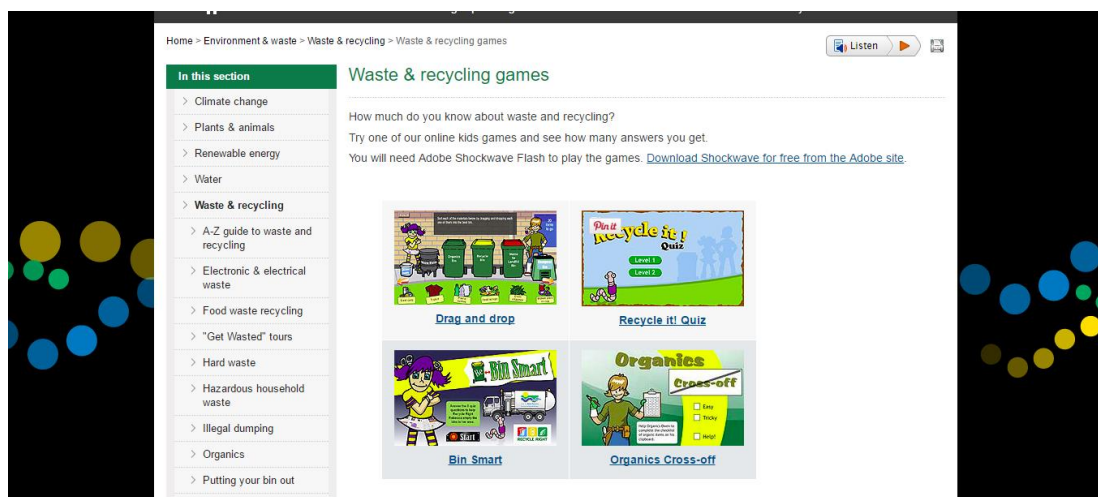 Home > Environment & waste > Waste & recycling > Waste & recycling games
Listen
In this section
Climate change
Plants & animals
Renewable energy
Water
Waste & recycling
A-Z guide to waste and
recycling
Electronic & electrical
waste
Food waste recycling
"Get Wasted" tours
Hard waste
Hazardous household
waste
Illegal dumping
Organics
Putting your bin out
Waste & recycling games
How much do you know about waste and recycling?
Try one of our online kids games and see how many answers you get.
You will need Adobe Shockwave Flash to play the games. Download Shockwave for free from the Adobe site.
Drag and drop
Pin it
Recycle it!
Quiz
Level 1
Level 2
Recycle it! Quiz
Bin Smart
Start
RECYCLE RIGHT
Bin Smart
Organics
Cross-off
Easy
Tricky
Help!
Organics Cross-off